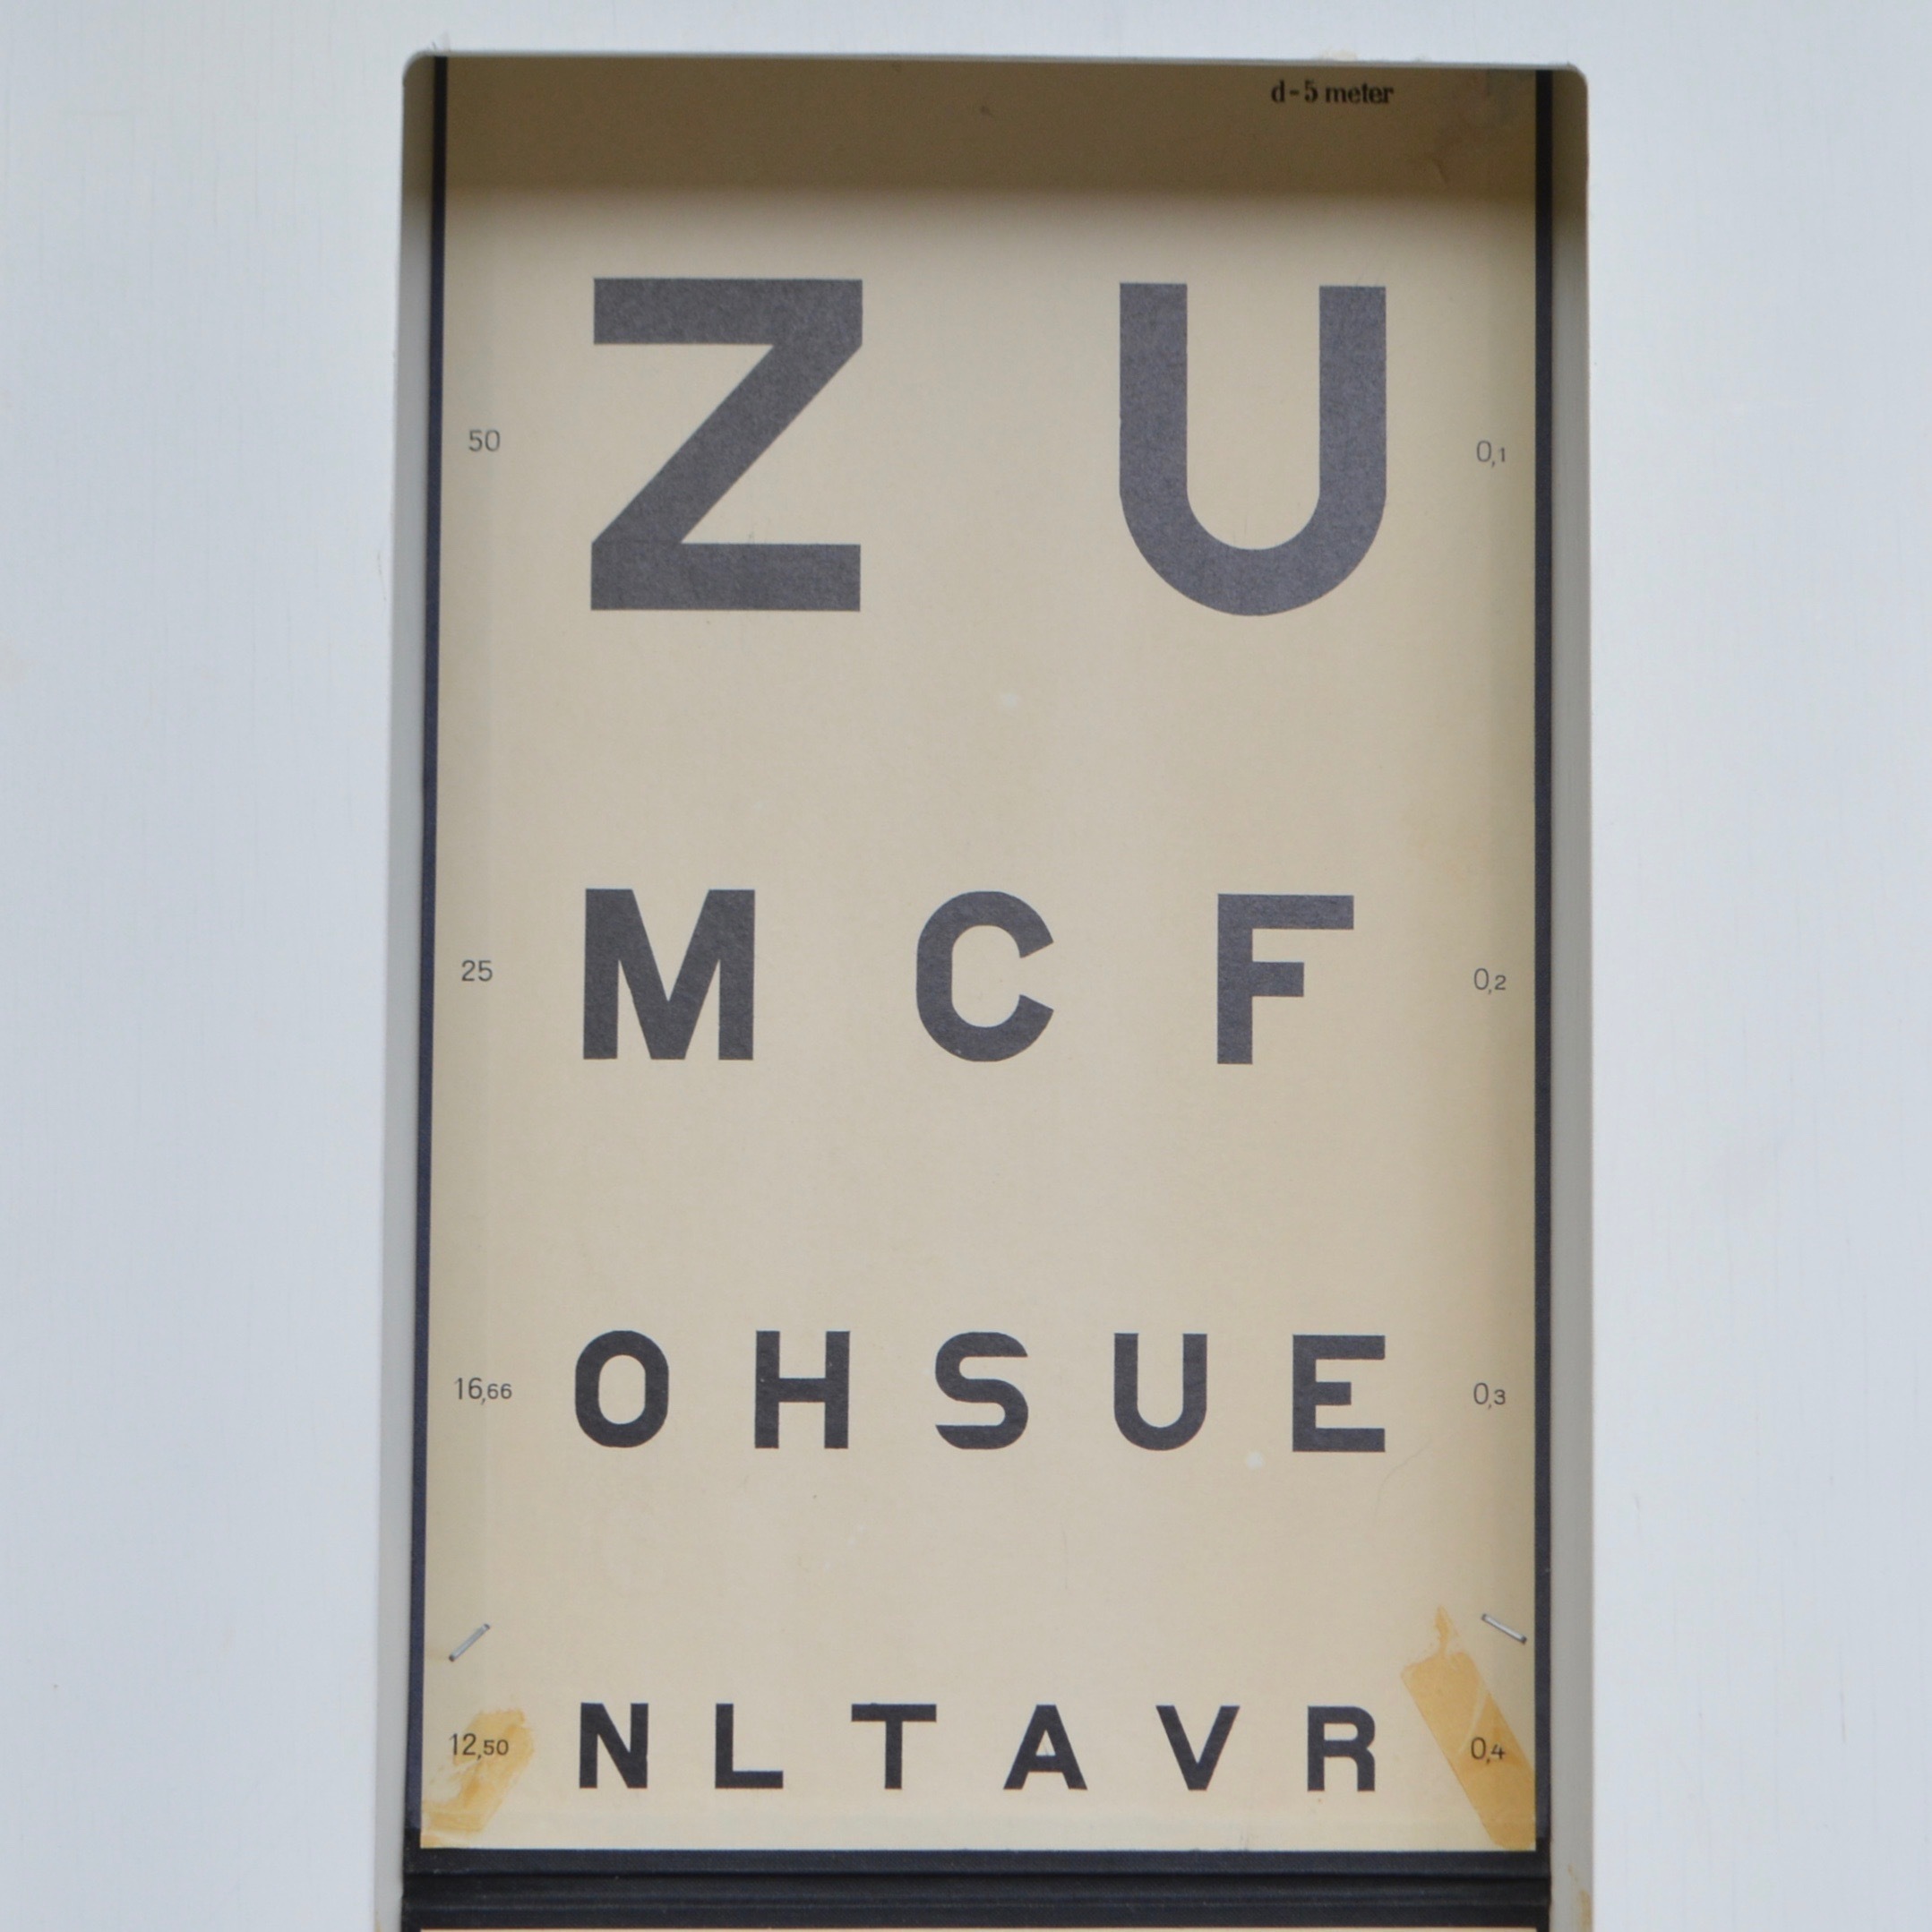 d-5 meter
50 Z U 0,1
25 M C F 0,2
16,66 O H S U E 0,3
12,50 N L T A V R 0,4